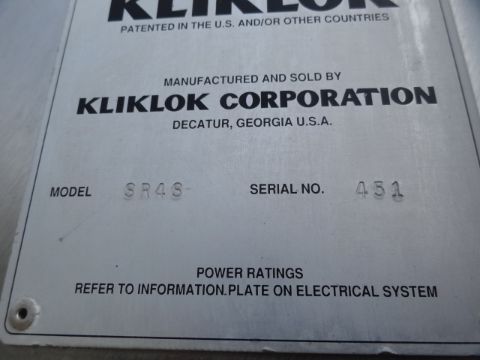 KLIKLOK
PATENTED IN THE U.S. AND/OR OTHER COUNTRIES
MANUFACTURED AND SOLD BY
KLIKLOK CORPORATION
DECATUR, GEORGIA U.S.A.
MODEL SR4S SERIAL NO. 451
POWER RATINGS
REFER TO INFORMATION.PLATE ON ELECTRICAL SYSTEM